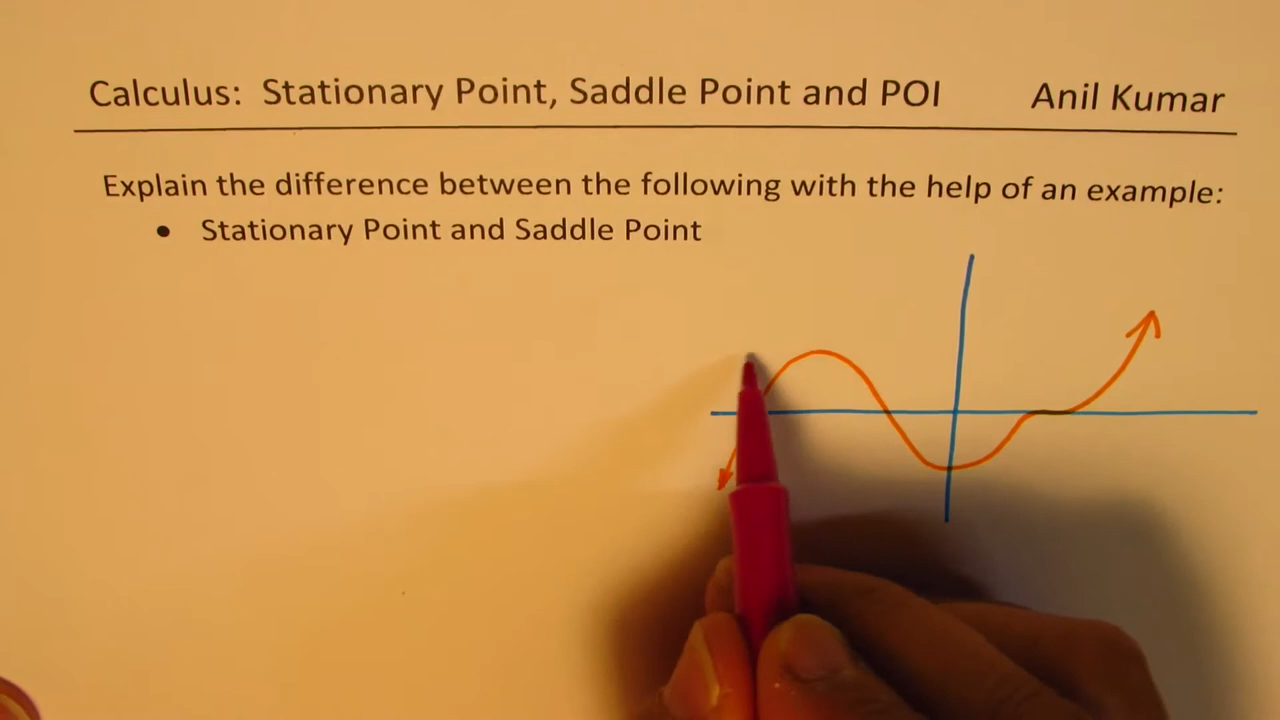 Calculus: Stationary Point, Saddle Point and POI Anil Kumar
Explain the difference between the following with the help of an example:
• Stationary Point and Saddle Point